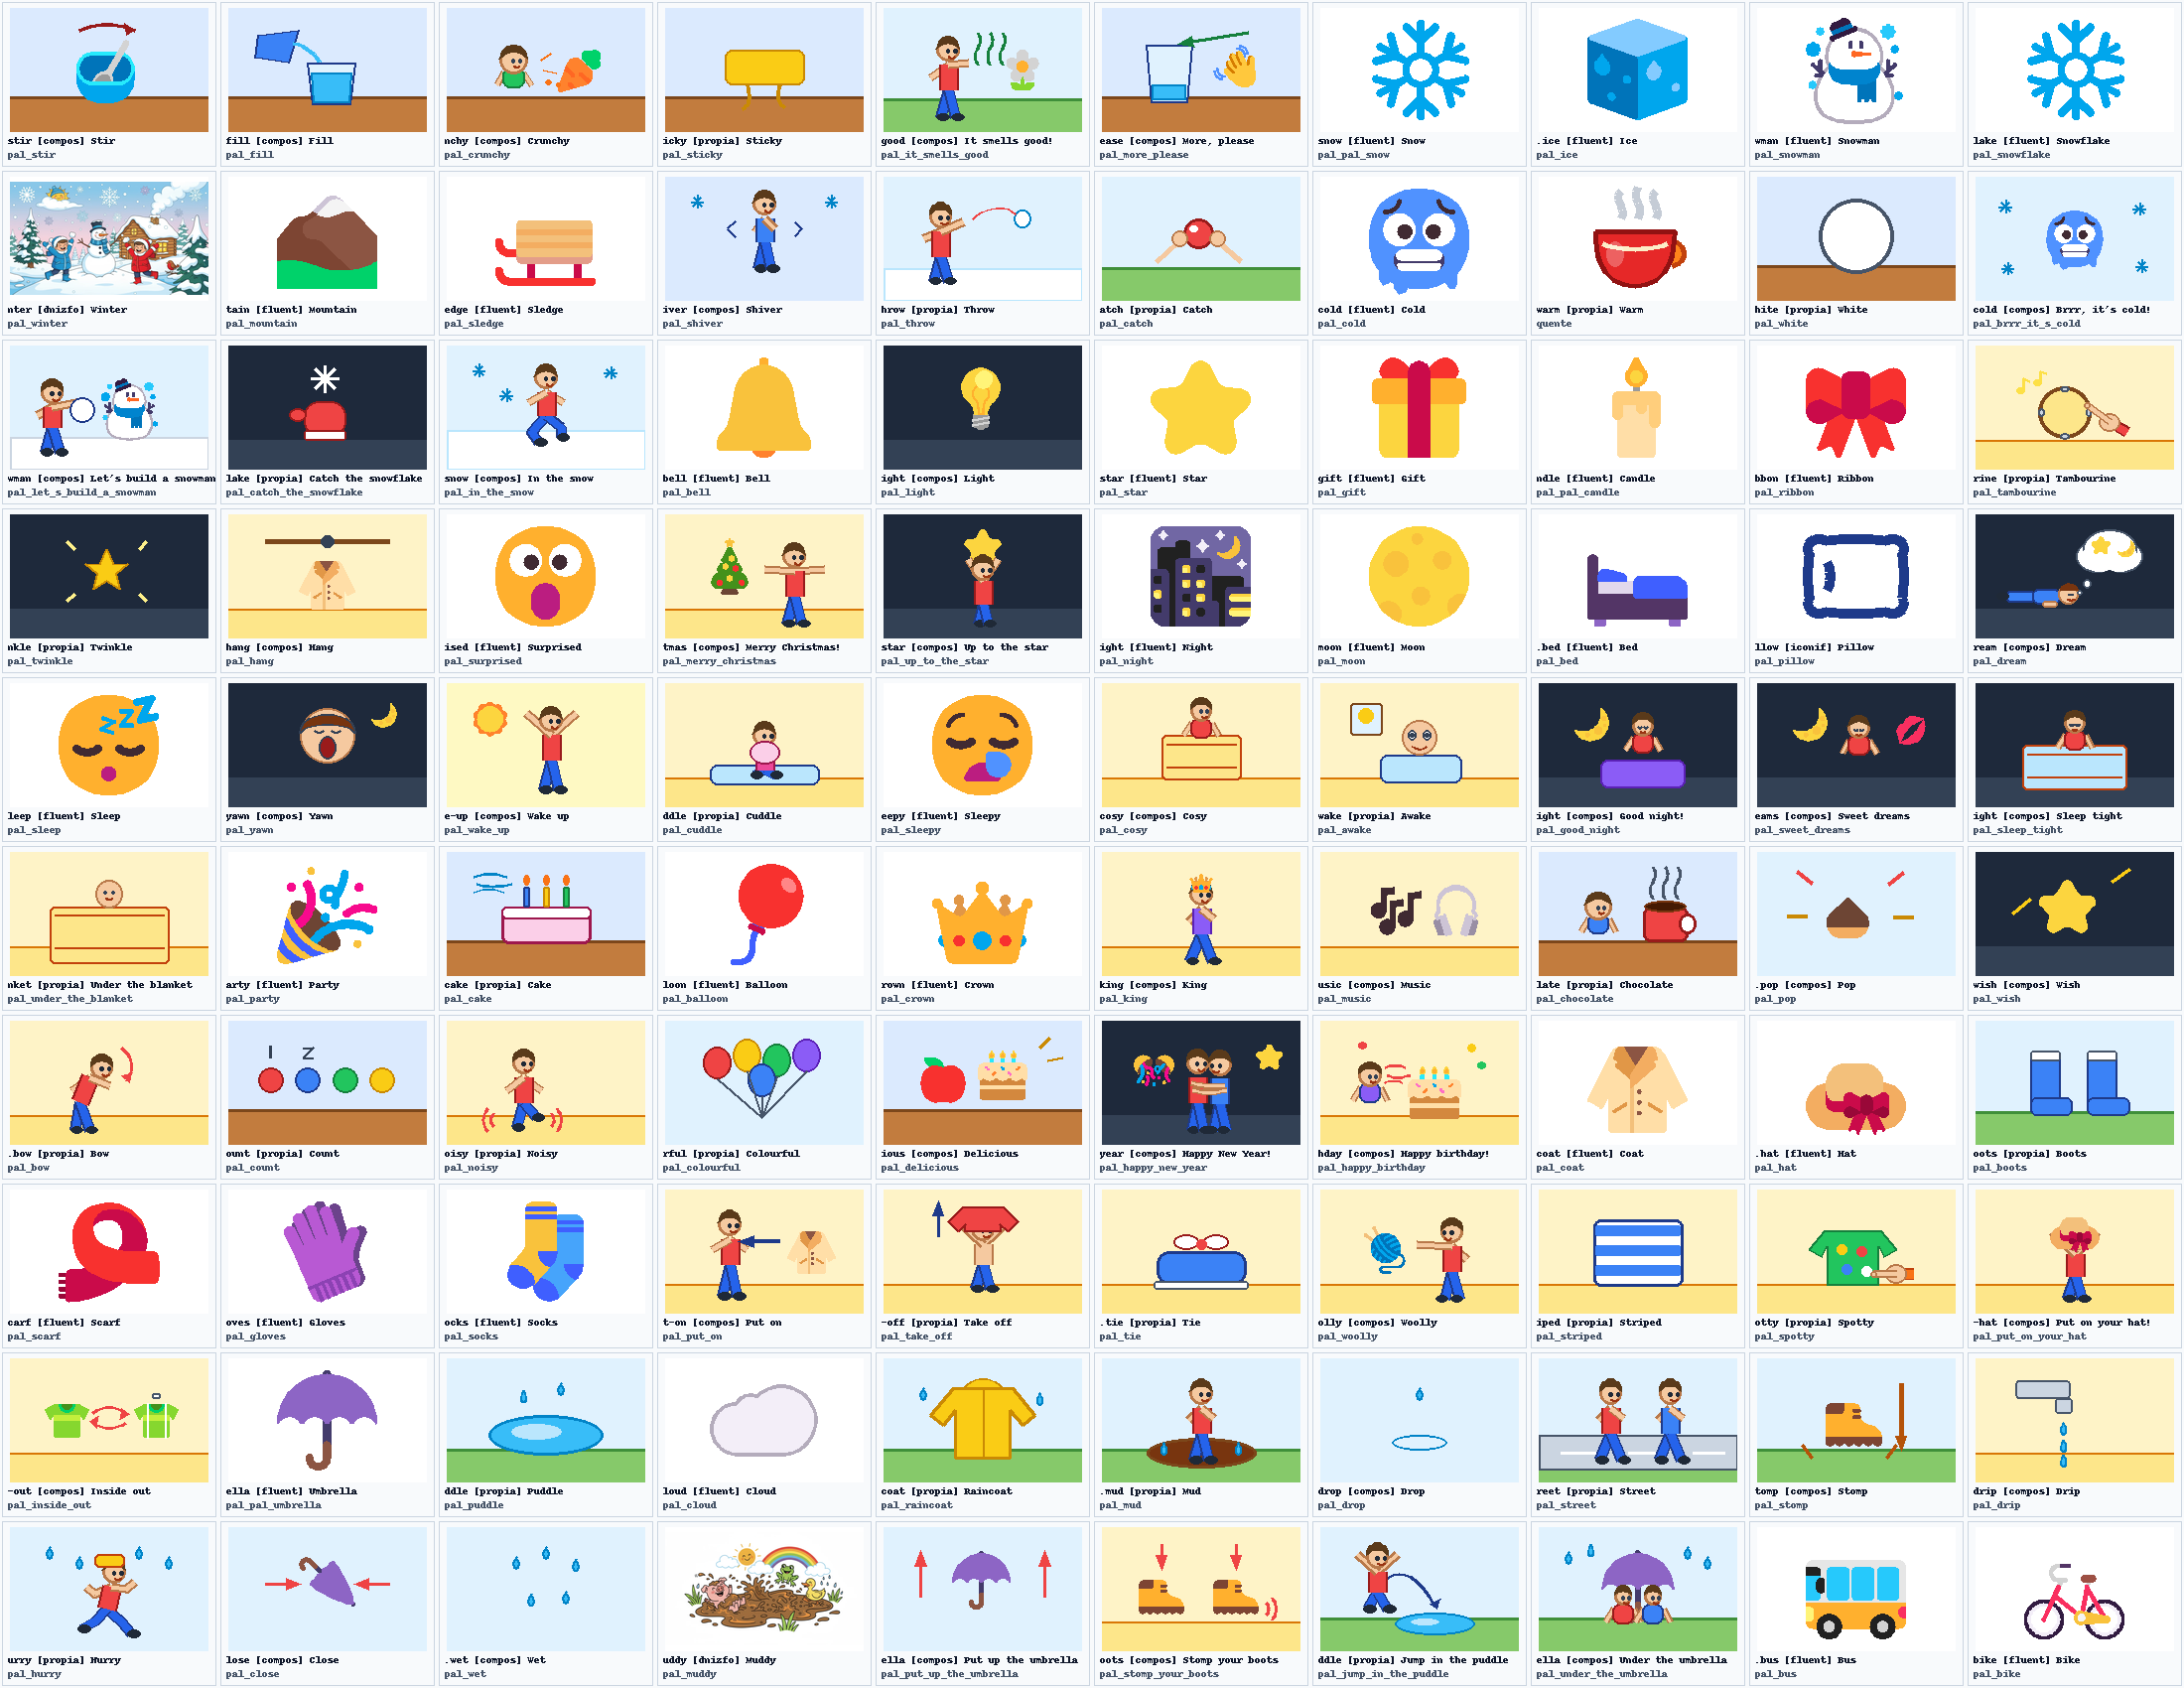 stir [compos] Stir
pal_stir
fill [compos] Fill
pal_fill
nchy [compos] Crunchy
pal_crunchy
icky [propia] Sticky
pal_sticky
good [compos] It smells good!
pal_it_smells_good
ease [compos] More, please
pal_more_please
snow [fluent] Snow
pal_pal_snow
.ice [fluent] Ice
pal_ice
wman [fluent] Snowman
pal_snowman
lake [fluent] Snowflake
pal_snowflake
nter [dnizfo] Winter
pal_winter
tain [fluent] Mountain
pal_mountain
edge [fluent] Sledge
pal_sledge
iver [compos] Shiver
pal_shiver
hrow [propia] Throw
pal_throw
atch [propia] Catch
pal_catch
cold [fluent] Cold
pal_cold
warm [propia] Warm
quente
hite [propia] White
pal_white
cold [compos] Brrr, it's cold!
pal_brrr_it_s_cold
wman [compos] Let's build a snowman
pal_let_s_build_a_snowman
lake [propia] Catch the snowflake
pal_catch_the_snowflake
snow [compos] In the snow
pal_in_the_snow
bell [fluent] Bell
pal_bell
ight [compos] Light
pal_light
star [fluent] Star
pal_star
gift [fluent] Gift
pal_gift
ndle [fluent] Candle
pal_pal_candle
bbon [fluent] Ribbon
pal_ribbon
rine [propia] Tambourine
pal_tambourine
nkle [propia] Twinkle
pal_twinkle
hang [compos] Hang
pal_hang
ised [fluent] Surprised
pal_surprised
tmas [compos] Merry Christmas!
pal_merry_christmas
star [compos] Up to the star
pal_up_to_the_star
ight [fluent] Night
pal_night
moon [fluent] Moon
pal_moon
.bed [fluent] Bed
pal_bed
llow [iconif] Pillow
pal_pillow
ream [compos] Dream
pal_dream
z z Z
leep [fluent] Sleep
pal_sleep
yawn [compos] Yawn
pal_yawn
e-up [compos] Wake up
pal_wake_up
ddle [propia] Cuddle
pal_cuddle
eepy [fluent] Sleepy
pal_sleepy
cosy [compos] Cosy
pal_cosy
wake [propia] Awake
pal_awake
ight [compos] Good night!
pal_good_night
eams [compos] Sweet dreams
pal_sweet_dreams
ight [compos] Sleep tight
pal_sleep_tight
nket [propia] Under the blanket
pal_under_the_blanket
arty [fluent] Party
pal_party
cake [propia] Cake
pal_cake
loon [fluent] Balloon
pal_balloon
rown [fluent] Crown
pal_crown
king [compos] King
pal_king
usic [compos] Music
pal_music
late [propia] Chocolate
pal_chocolate
.pop [compos] Pop
pal_pop
wish [compos] Wish
pal_wish
.bow [propia] Bow
pal_bow
1 2
ount [propia] Count
pal_count
oisy [propia] Noisy
pal_noisy
rful [propia] Colourful
pal_colourful
ious [compos] Delicious
pal_delicious
year [compos] Happy New Year!
pal_happy_new_year
hday [compos] Happy birthday!
pal_happy_birthday
coat [fluent] Coat
pal_coat
.hat [fluent] Hat
pal_hat
oots [propia] Boots
pal_boots
carf [fluent] Scarf
pal_scarf
oves [fluent] Gloves
pal_gloves
ocks [fluent] Socks
pal_socks
t-on [compos] Put on
pal_put_on
-off [propia] Take off
pal_take_off
.tie [propia] Tie
pal_tie
olly [compos] Woolly
pal_woolly
iped [propia] Striped
pal_striped
otty [propia] Spotty
pal_spotty
-hat [compos] Put on your hat!
pal_put_on_your_hat
-out [compos] Inside out
pal_inside_out
ella [fluent] Umbrella
pal_pal_umbrella
ddle [propia] Puddle
pal_puddle
loud [fluent] Cloud
pal_cloud
coat [propia] Raincoat
pal_raincoat
.mud [propia] Mud
pal_mud
drop [compos] Drop
pal_drop
reet [propia] Street
pal_street
tomp [compos] Stomp
pal_stomp
drip [compos] Drip
pal_drip
urry [propia] Hurry
pal_hurry
lose [compos] Close
pal_close
.wet [compos] Wet
pal_wet
uddy [dnizfo] Muddy
pal_muddy
ella [compos] Put up the umbrella
pal_put_up_the_umbrella
oots [compos] Stomp your boots
pal_stomp_your_boots
ddle [propia] Jump in the puddle
pal_jump_in_the_puddle
ella [compos] Under the umbrella
pal_under_the_umbrella
.bus [fluent] Bus
pal_bus
bike [fluent] Bike
pal_bike